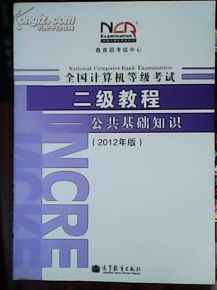 NCR
Examination
教育部考试中心
National Computer Rank Examination
全国计算机等级考试
二级教程
公共基础知识
(2012年版)
NCRE
NCRE
高等教育出版社